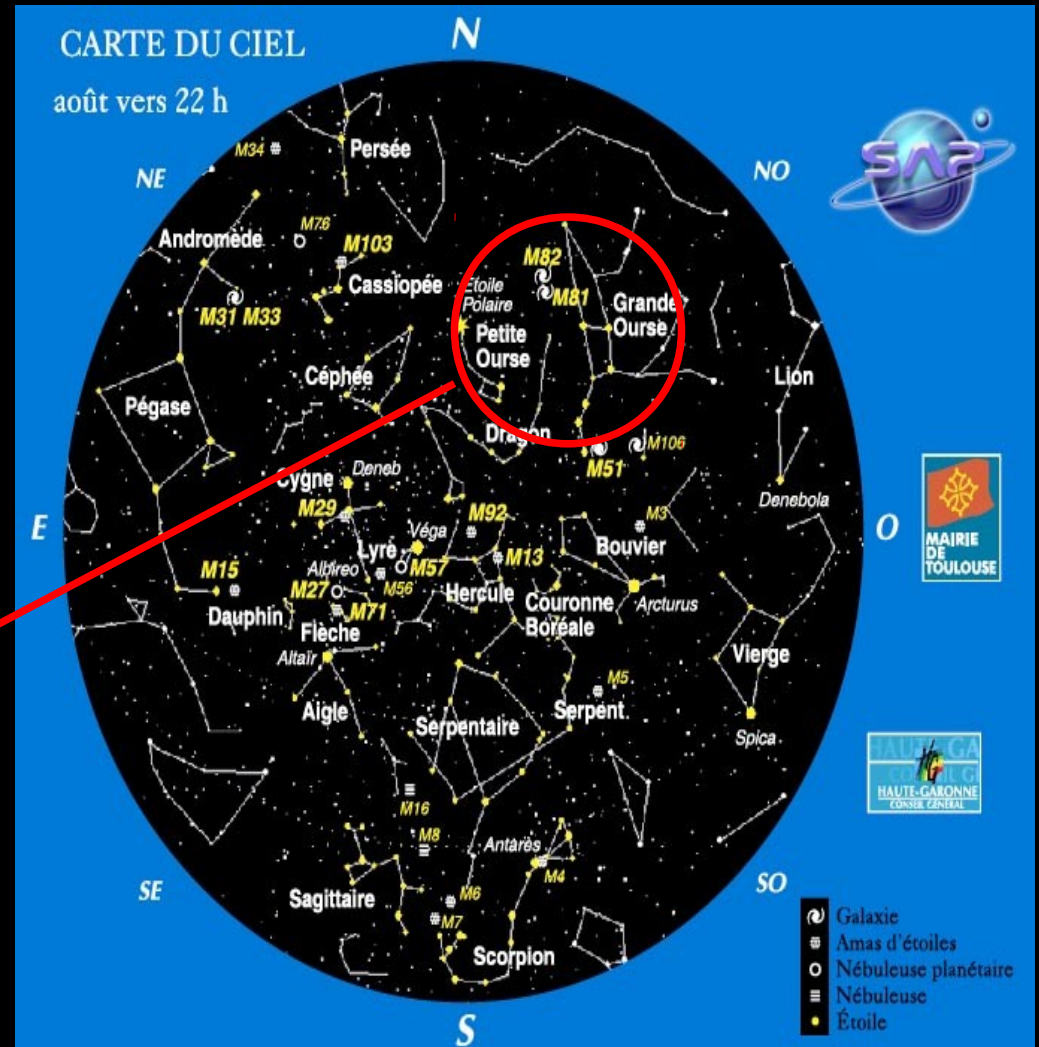 CARTE DU CIEL
août vers 22 h
N
NE
NO
SAP
M34
Persée
Andromède
M76
M103
Cassiopée
M31 M33
Etoile
Polaire
M82
M81
Grande
Ourse
Petite
Ourse
Céphée
Lion
Pégase
Dragon
M51
M106
Denebola
Cygne
Deneb
M29
M92
M3
E
O
MAIRIE
DE
TOULOUSE
Véga
Lyre
M57
M13
Bouvier
Albireo
M56
M15
M27
Hercule
Couronne
Boréale
Arcturus
Dauphin
M71
Flèche
Altaïr
Vierge
M5
Aigle
Serpentaire
Serpent
Spica
HAUTE-GARONNE
CONSEIL GENERAL
M16
M8
Antarès
M4
SE
SO
Sagittaire
M6
M7
Scorpion
S
Galaxie
Amas d'étoiles
Nébuleuse planétaire
Nébuleuse
Étoile